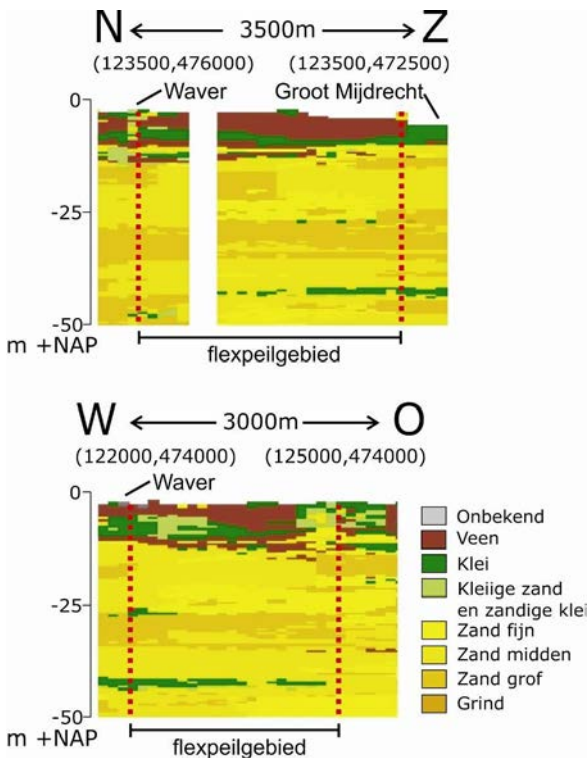 N 3500m Z
(123500,476000) (123500,472500)
Waver Groot Mijdrecht
0
-25
-50
m +NAP
flexpeilgebied
W 3000m O
(122000,474000) (125000,474000)
Waver
0
Onbekend
Veen
Klei
Kleiige zand
en zandige klei
-25
Zand fijn
Zand midden
Zand grof
Grind
-50
m +NAP
flexpeilgebied